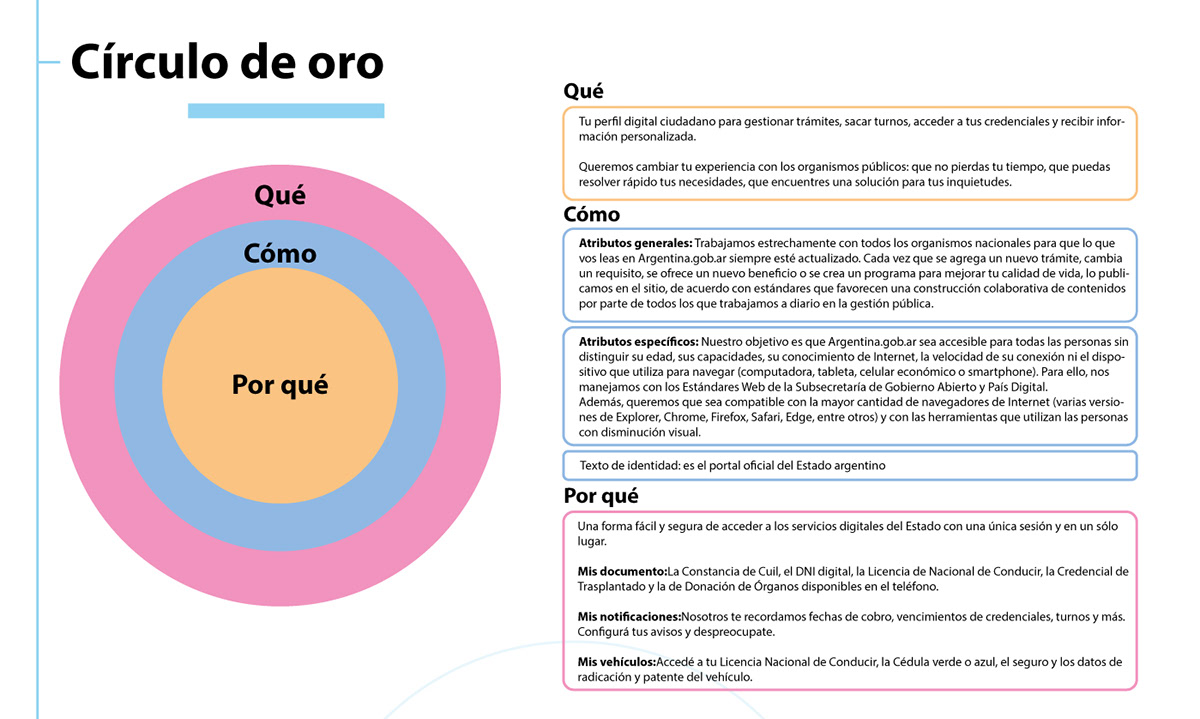 Círculo de oro
Qué
Cómo
Por qué
Qué
Tu perfil digital ciudadano para gestionar trámites, sacar turnos, acceder a tus credenciales y recibir infor-
mación personalizada.
Queremos cambiar tu experiencia con los organismos públicos: que no pierdas tu tiempo, que puedas
resolver rápido tus necesidades, que encuentres una solución para tus inquietudes.
Cómo
Atributos generales: Trabajamos estrechamente con todos los organismos nacionales para que lo que
vos leas en Argentina.gob.ar siempre esté actualizado. Cada vez que se agrega un nuevo trámite, cambia
un requisito, se ofrece un nuevo beneficio o se crea un programa para mejorar tu calidad de vida, lo publi-
camos en el sitio, de acuerdo con estándares que favorecen una construcción colaborativa de contenidos
por parte de todos los que trabajamos a diario en la gestión pública.
Atributos específicos: Nuestro objetivo es que Argentina.gob.ar sea accesible para todas las personas sin
distinguir su edad, sus capacidades, su conocimiento de Internet, la velocidad de su conexión ni el dispo-
sitivo que utiliza para navegar (computadora, tableta, celular económico o smartphone). Para ello, nos
manejamos con los Estándares Web de la Subsecretaría de Gobierno Abierto y País Digital.
Además, queremos que sea compatible con la mayor cantidad de navegadores de Internet (varias versio-
nes de Explorer, Chrome, Firefox, Safari, Edge, entre otros) y con las herramientas que utilizan las personas
con disminución visual.
Texto de identidad: es el portal oficial del Estado argentino
Por qué
Una forma fácil y segura de acceder a los servicios digitales del Estado con una única sesión y en un sólo
lugar.
Mis documento:La Constancia de Cuil, el DNI digital, la Licencia de Nacional de Conducir, la Credencial de
Trasplantado y la de Donación de Órganos disponibles en el teléfono.
Mis notificaciones:Nosotros te recordamos fechas de cobro, vencimientos de credenciales, turnos y más.
Configurá tus avisos y despreocupate.
Mis vehículos:Accedé a tu Licencia Nacional de Conducir, la Cédula verde o azul, el seguro y los datos de
radicación y patente del vehículo.